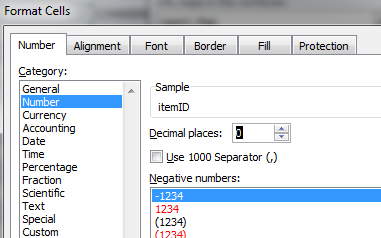 Format Cells
Number Alignment Font Border Fill Protection
Category:
General
Number
Currency
Accounting
Date
Time
Percentage
Fraction
Scientific
Text
Special
Custom
Sample
itemID
Decimal places: 0
Use 1000 Separator (,)
Negative numbers:
-1234
1234
(1234)
(1234)